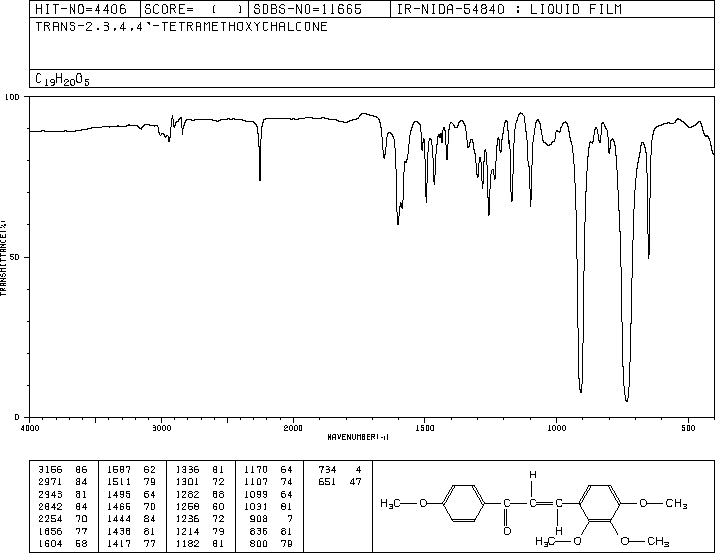 HIT-NO=4406 SCORE= ( ) SDBS-NO=11665 IR-NIDA-54840 : LIQUID FILM
TRANS-2,3,4,4'-TETRAMETHOXYCHALCONE
C19H20O5
100
50
0
TRANSMITTANCE(%)
4000 3000 2000 1500 1000 500
WAVENUMBER(-1)
3156 86 1587 62 1336 81 1170 64 734 4
2971 84 1511 79 1301 72 1107 74 651 47
2943 81 1495 64 1282 68 1099 64
2842 84 1465 70 1258 60 1031 81
2254 70 1444 84 1236 72 908 7
1656 77 1438 81 1214 79 836 81
1604 58 1417 77 1182 81 800 79
H
H3C O C O H O CH3
H3C O O CH3